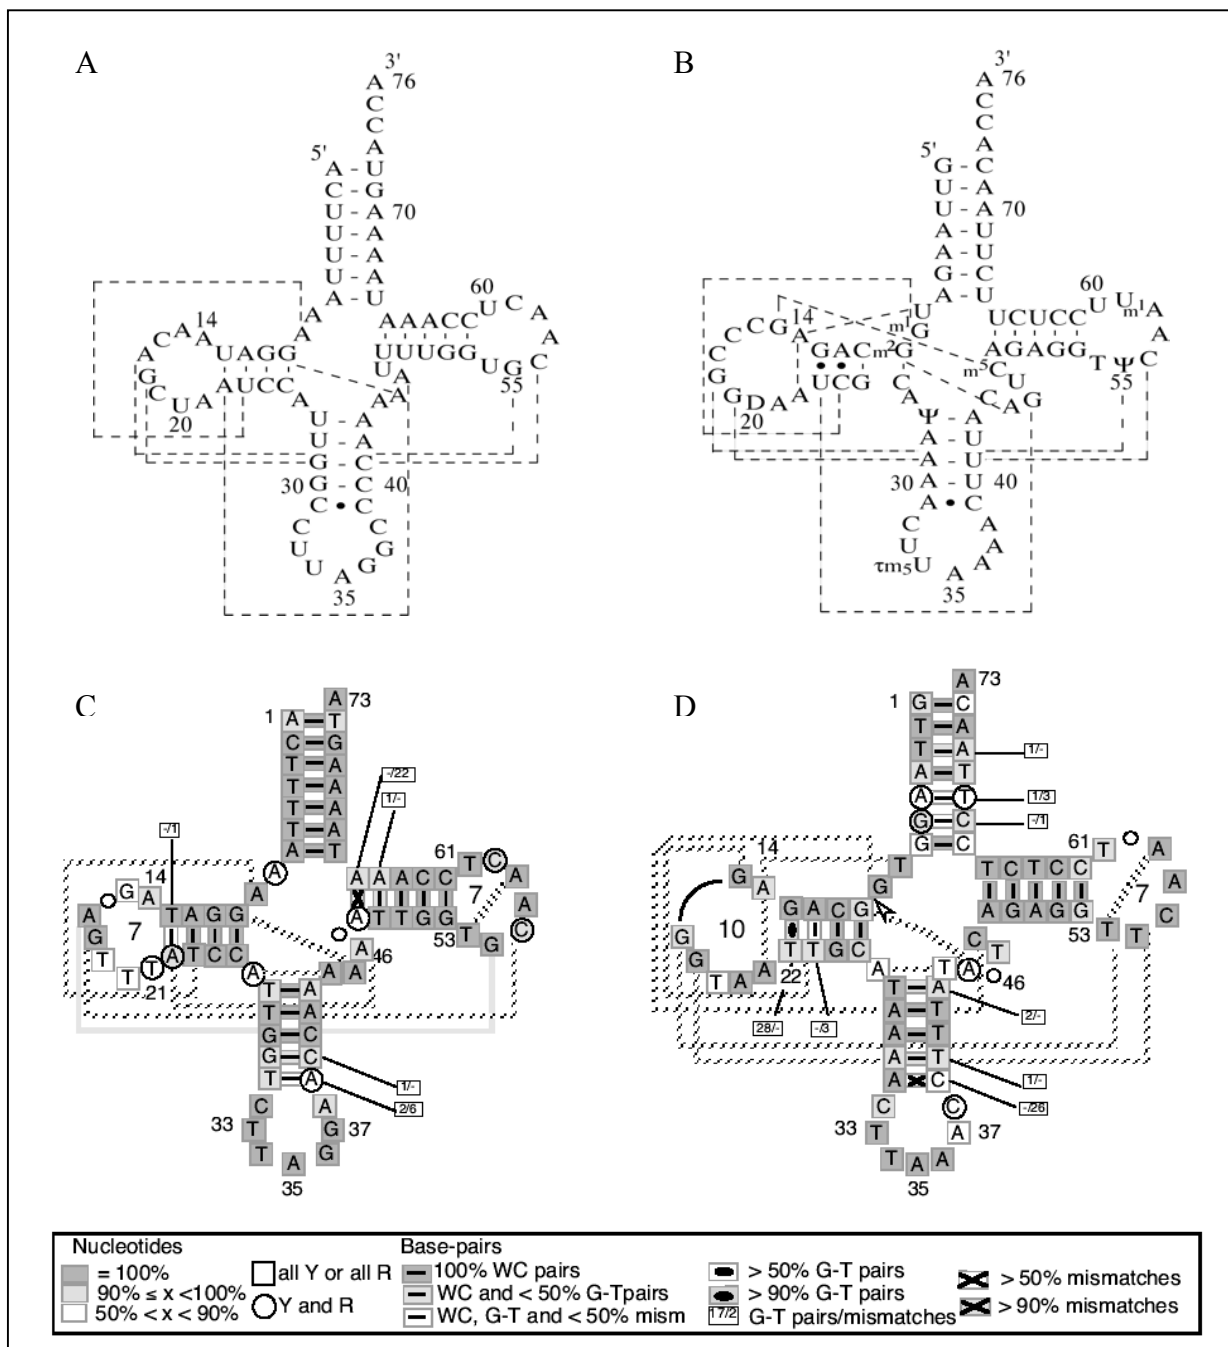 A
3'
A 76
C
C
A
5'
A - U
C - G
U - A 70
U - A
U - A
U - A
A - U
A
A
14
A A C A G C U A A
20
U A G G
A U C C
A
60
A A A C C U C A A C
U U U G G U G
55
U A A A
U - A
U - A
G - C
30 G - C 40
C • C
C C
U G
U A G
35
B
3'
A 76
C
C
A
5'
G - C
U - A
U - A 70
A - U
A - U
G - C
A - U
U
m1G
14
A G C C C G G D A A
20
G A C m2G
U C G
C
A
60
U C U C C U U m1A A C
A G A G G T Ψ
55
m5C U G A C
Ψ - A
A - U
A - U
30 A - U 40
A • C
C A
U A
τm5U A A
35
C
1 A T 73
A
C G
T A
T A
T A
T A
A T
-/22
1/-
-/1
14
A A
T A G G
A T C C
A G A G T T T
7
21
A
61
A A A C C T C A A C
A T T G G T G
53
7
A A A 46
T A
T A
G C
G C
T A
1/-
2/6
C A
33 T G 37
T A G
35
D
A 73
1 G C
T A
T A
A T
A T
G C
G C
1/-
1/3
-/1
T
G
14
G A
10
G G T A A
G A C G
T T G C
22
28/-
-/3
A
61
T C T C C T A A C
A G A G G T T
53
7
C T A T
46
T A
A T
A T
A T
A C
2/-
1/-
-/26
C C
33 T A 37
T A A
35
Nucleotides
= 100%
90% ≤ x <100%
50% < x < 90%
all Y or all R
Y and R
Base-pairs
100% WC pairs
WC and < 50% G-Tpairs
WC, G-T and < 50% mism
> 50% G-T pairs
> 90% G-T pairs
17/2 G-T pairs/mismatches
> 50% mismatches
> 90% mismatches